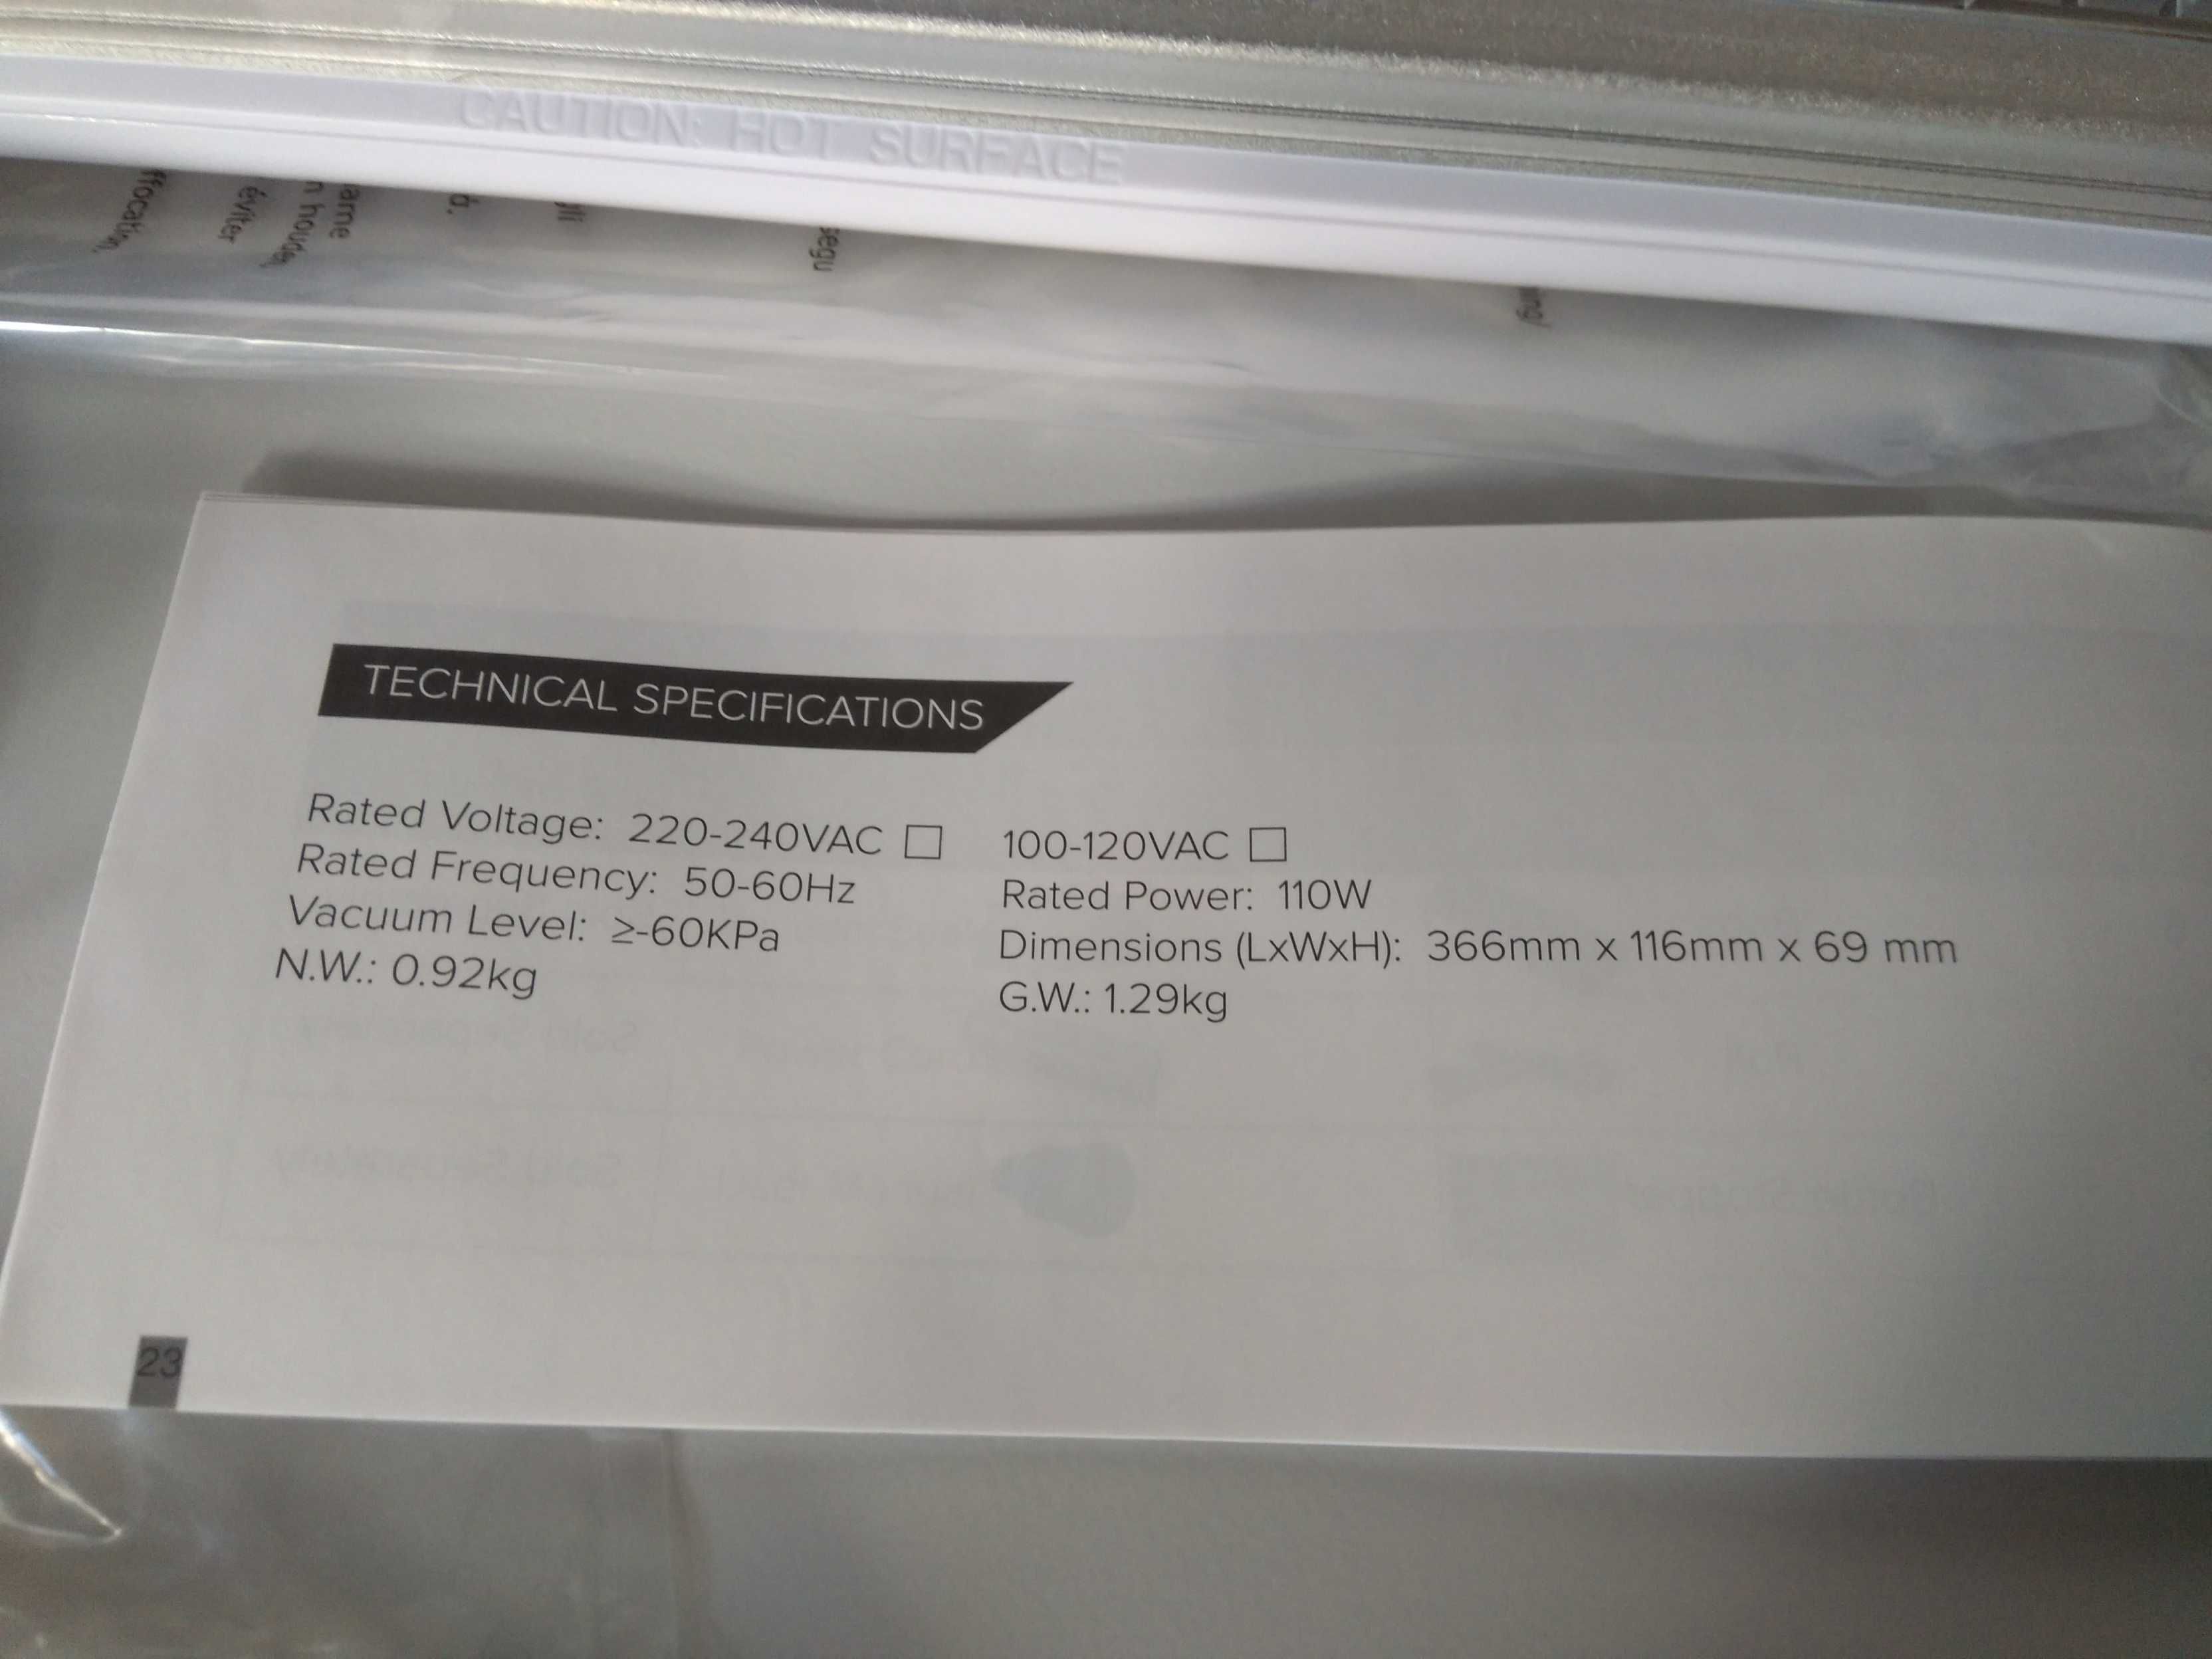 CAUTION: HOT SURFACE
TECHNICAL SPECIFICATIONS
Rated Voltage: 220-240VAC ☐ 100-120VAC ☐
Rated Frequency: 50-60Hz Rated Power: 110W
Vacuum Level: ≥-60KPa Dimensions (LxWxH): 366mm x 116mm x 69 mm
N.W.: 0.92kg G.W.: 1.29kg
23
éviter